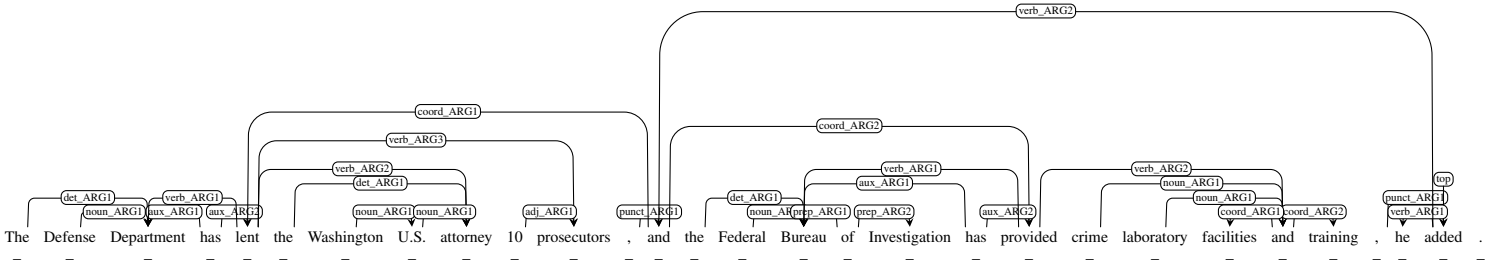 verb_ARG2
coord_ARG1
coord_ARG2
verb_ARG3
verb_ARG2 verb_ARG1 verb_ARG2
top
det_ARG1 aux_ARG1 noun_ARG1
det_ARG1 verb_ARG1 det_ARG1 noun_ARG1 punct_ARG1
noun_ARG1 aux_ARG1 aux_ARG2 noun_ARG1 noun_ARG1 adj_ARG1 punct_ARG1 prep_ARG1 prep_ARG2 aux_ARG2 coord_ARG1 coord_ARG2 verb_ARG1
The Defense Department has lent the Washington U.S. attorney 10 prosecutors , and the Federal Bureau of Investigation has provided crime laboratory facilities and training , he added .
_ _ _ _ _ _ _ _ _ _ _ _ _ _ _ _ _ _ _ _ _ _ _ _ _ _ _ _ _ _